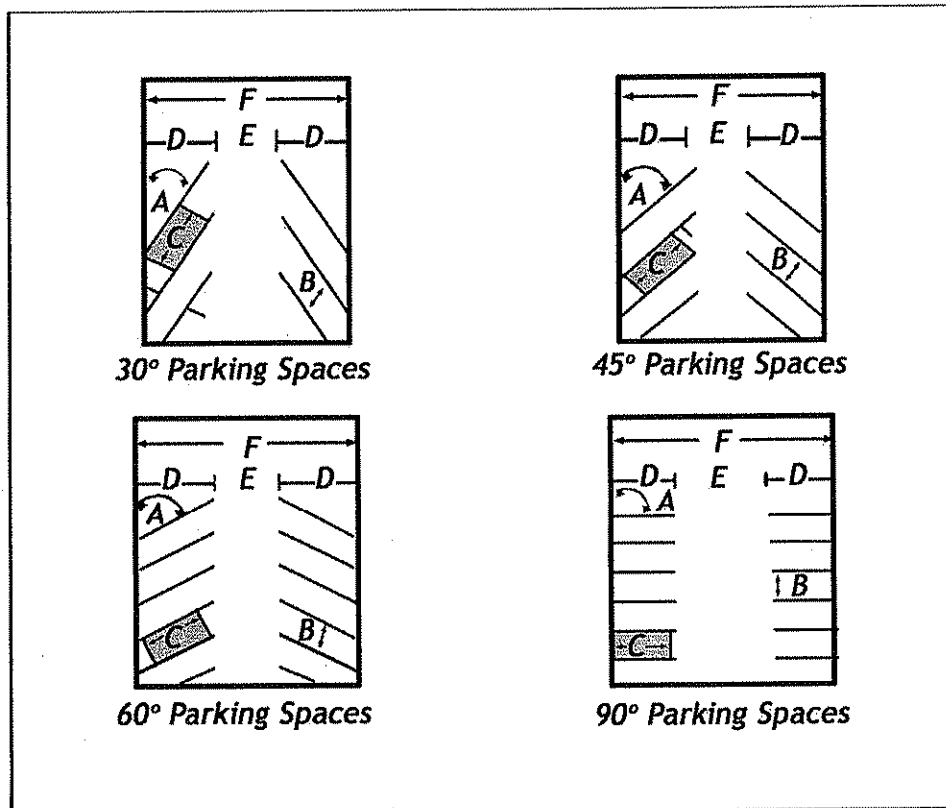 F
F
D E D
D E D
A
A
C
C
B
B
30° Parking Spaces
45° Parking Spaces
F
F
D E D
D E D
A
A
B
C
B
C
60° Parking Spaces
90° Parking Spaces